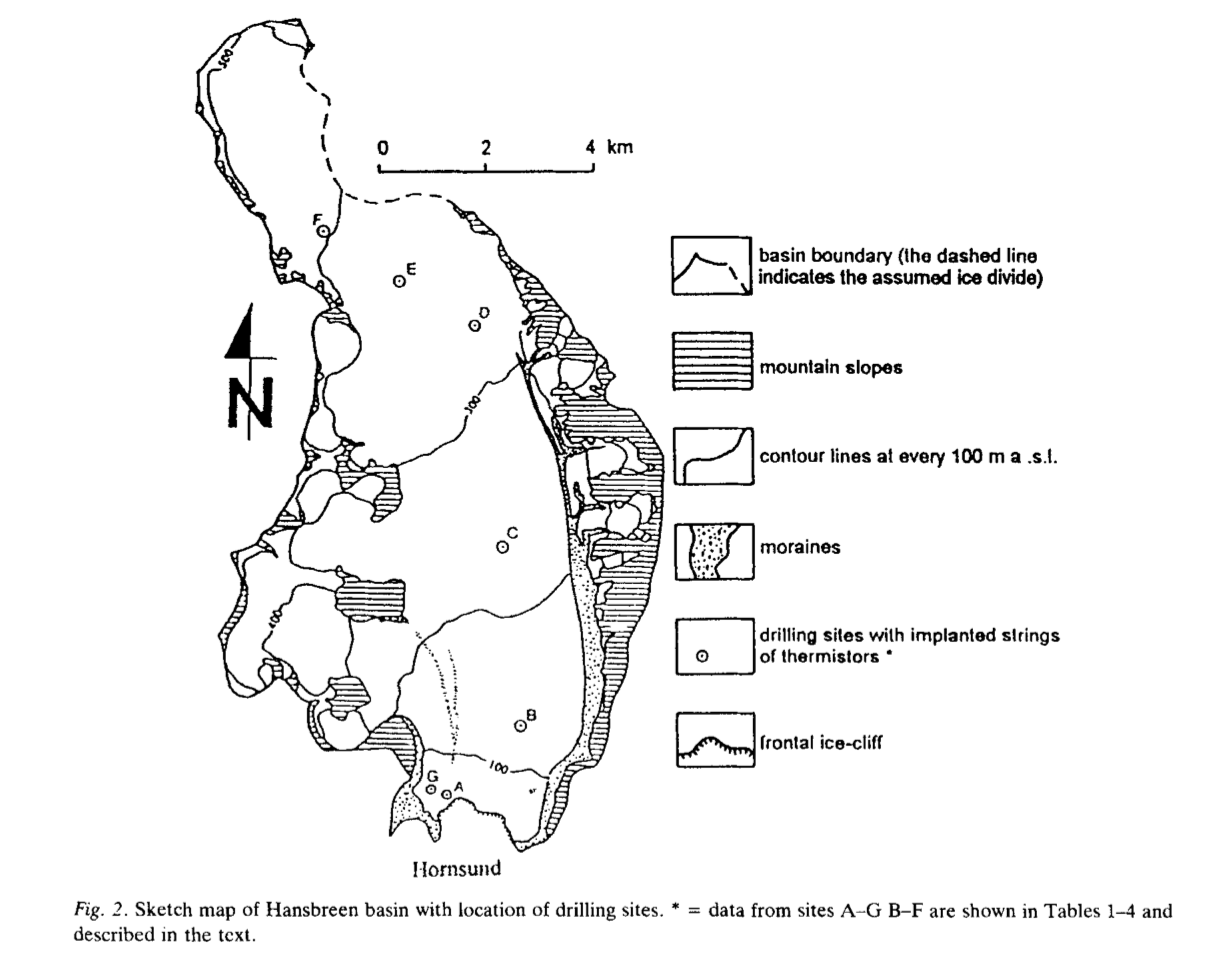 500
0 2 4 km
F
E
D
basin boundary (the dashed line
indicates the assumed ice divide)
N
mountain slopes
300
contour lines at every 100 m a .s.l.
C
moraines
400
drilling sites with implanted strings
of thermistors *
B
frontal ice-cliff
100
G
A
Hornsund
Fig. 2. Sketch map of Hansbreen basin with location of drilling sites. * = data from sites A–G B–F are shown in Tables 1–4 and
described in the text.